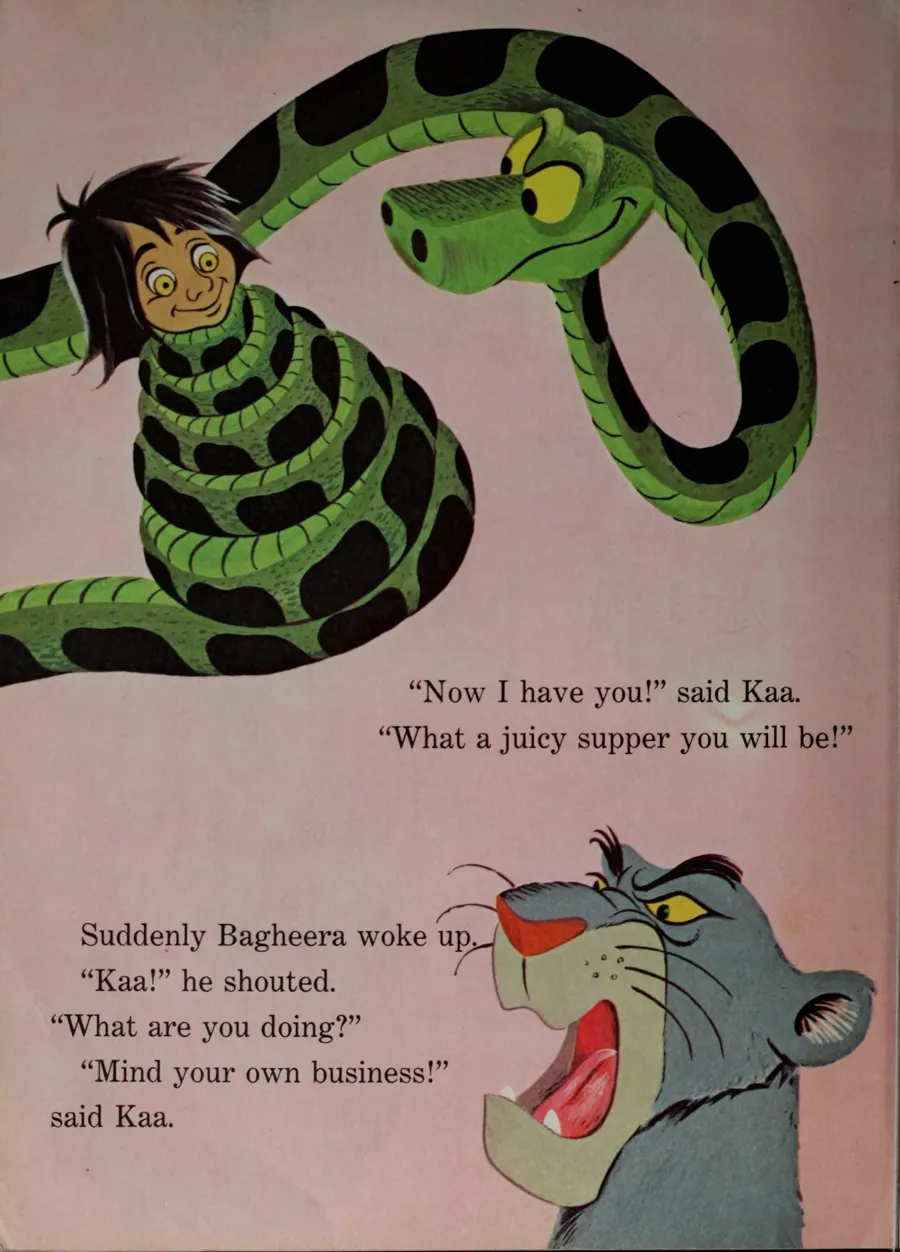 “Now I have you!” said Kaa.
“What a juicy supper you will be!”
Suddenly Bagheera woke up.
“Kaa!” he shouted.
“What are you doing?”
“Mind your own business!”
said Kaa.